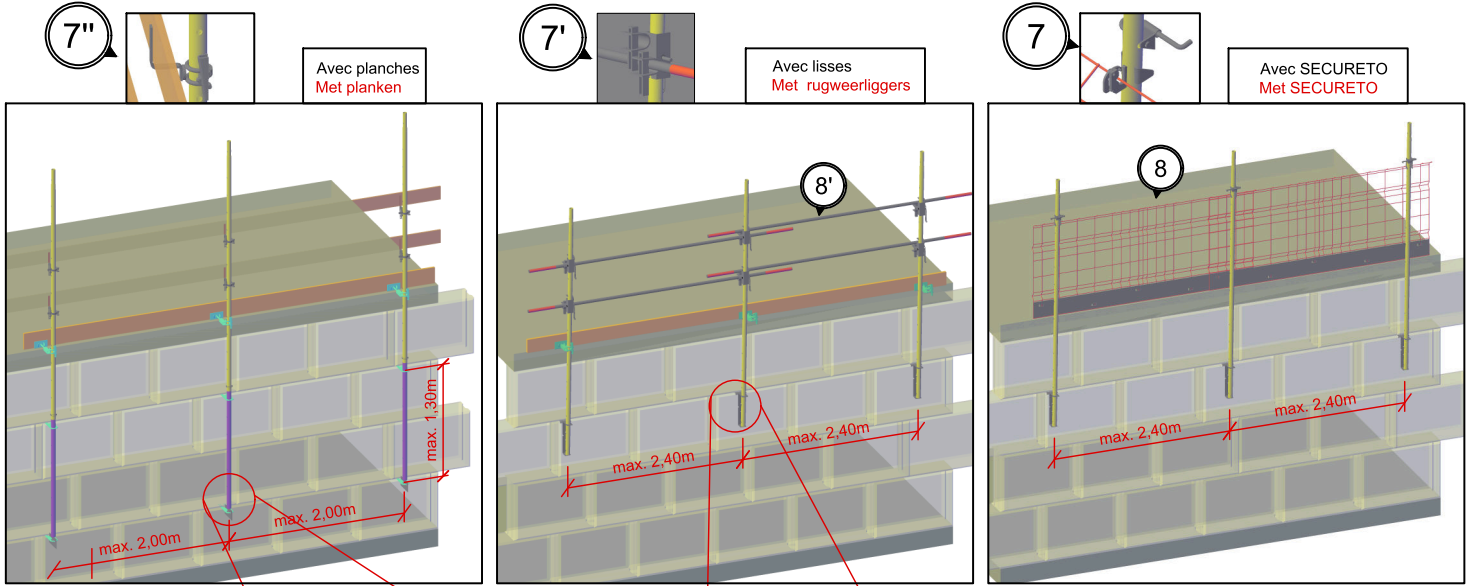 7"
Avec planches
Met planken
max. 1,30m
max. 2,00m
max. 2,00m
7'
Avec lisses
Met rugweerliggers
8'
max. 2,40m
max. 2,40m
7
Avec SECURETO
Met SECURETO
8
max. 2,40m
max. 2,40m